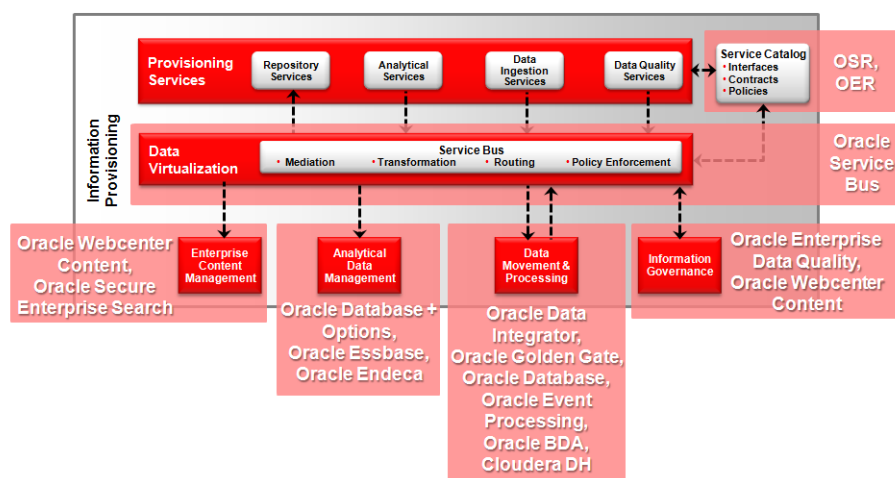 Information
Provisioning
Provisioning
Services
Repository
Services
Analytical
Services
Data
Ingestion
Services
Data Quality
Services
Service Catalog
• Interfaces
• Contracts
• Policies
OSR,
OER
Data
Virtualization
Service Bus
• Mediation
• Transformation
• Routing
• Policy Enforcement
Oracle
Service
Bus
Oracle Webcenter
Content,
Oracle Secure
Enterprise Search
Enterprise
Content
Management
Analytical
Data
Management
Oracle Database +
Options,
Oracle Essbase,
Oracle Endeca
Data
Movement &
Processing
Oracle Data
Integrator,
Oracle Golden Gate,
Oracle Database,
Oracle Event
Processing,
Oracle BDA,
Cloudera DH
Information
Governance
Oracle Enterprise
Data Quality,
Oracle Webcenter
Content